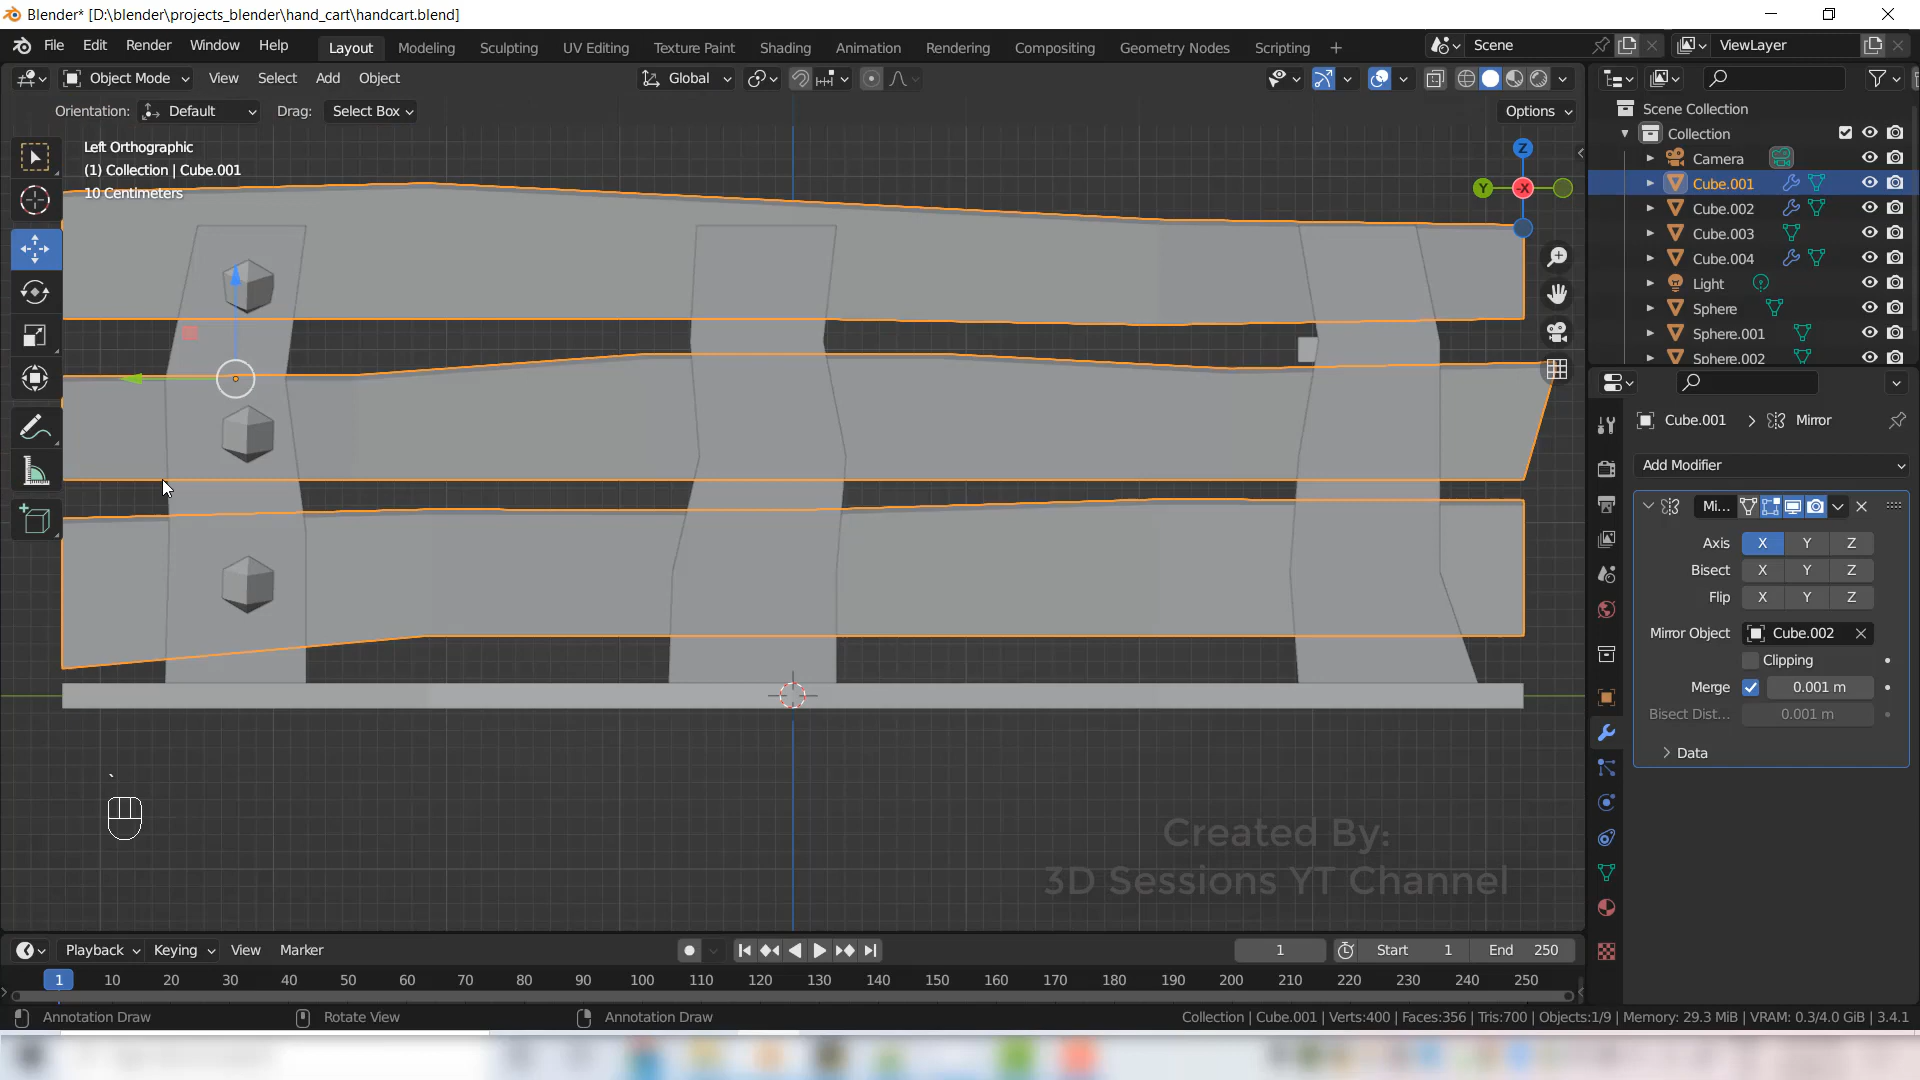 Blender* [D:\blender\projects_blender\hand_cart\handcart.blend]
File Edit Render Window Help Layout Modeling Sculpting UV Editing Texture Paint Shading Animation Rendering Compositing Geometry Nodes Scripting + Scene ViewLayer
Object Mode View Select Add Object Global
Orientation: Default Drag: Select Box Options
Left Orthographic
(1) Collection | Cube.001
10 Centimeters
Z
Y
-X
Scene Collection
Collection
Camera
Cube.001
Cube.002
Cube.003
Cube.004
Light
Sphere
Sphere.001
Sphere.002
Cube.001 > Mirror
Add Modifier
Mi...
Axis X Y Z
Bisect X Y Z
Flip X Y Z
Mirror Object Cube.002
Clipping
Merge 0.001 m
Bisect Dist... 0.001 m
Data
`
Created By:
3D Sessions YT Channel
Playback Keying View Marker 1 Start 1 End 250
1 10 20 30 40 50 60 70 80 90 100 110 120 130 140 150 160 170 180 190 200 210 220 230 240 250
Annotation Draw Rotate View Annotation Draw Collection | Cube.001 | Verts:400 | Faces:356 | Tris:700 | Objects:1/9 | Memory: 29.3 MiB | VRAM: 0.3/4.0 GiB | 3.4.1